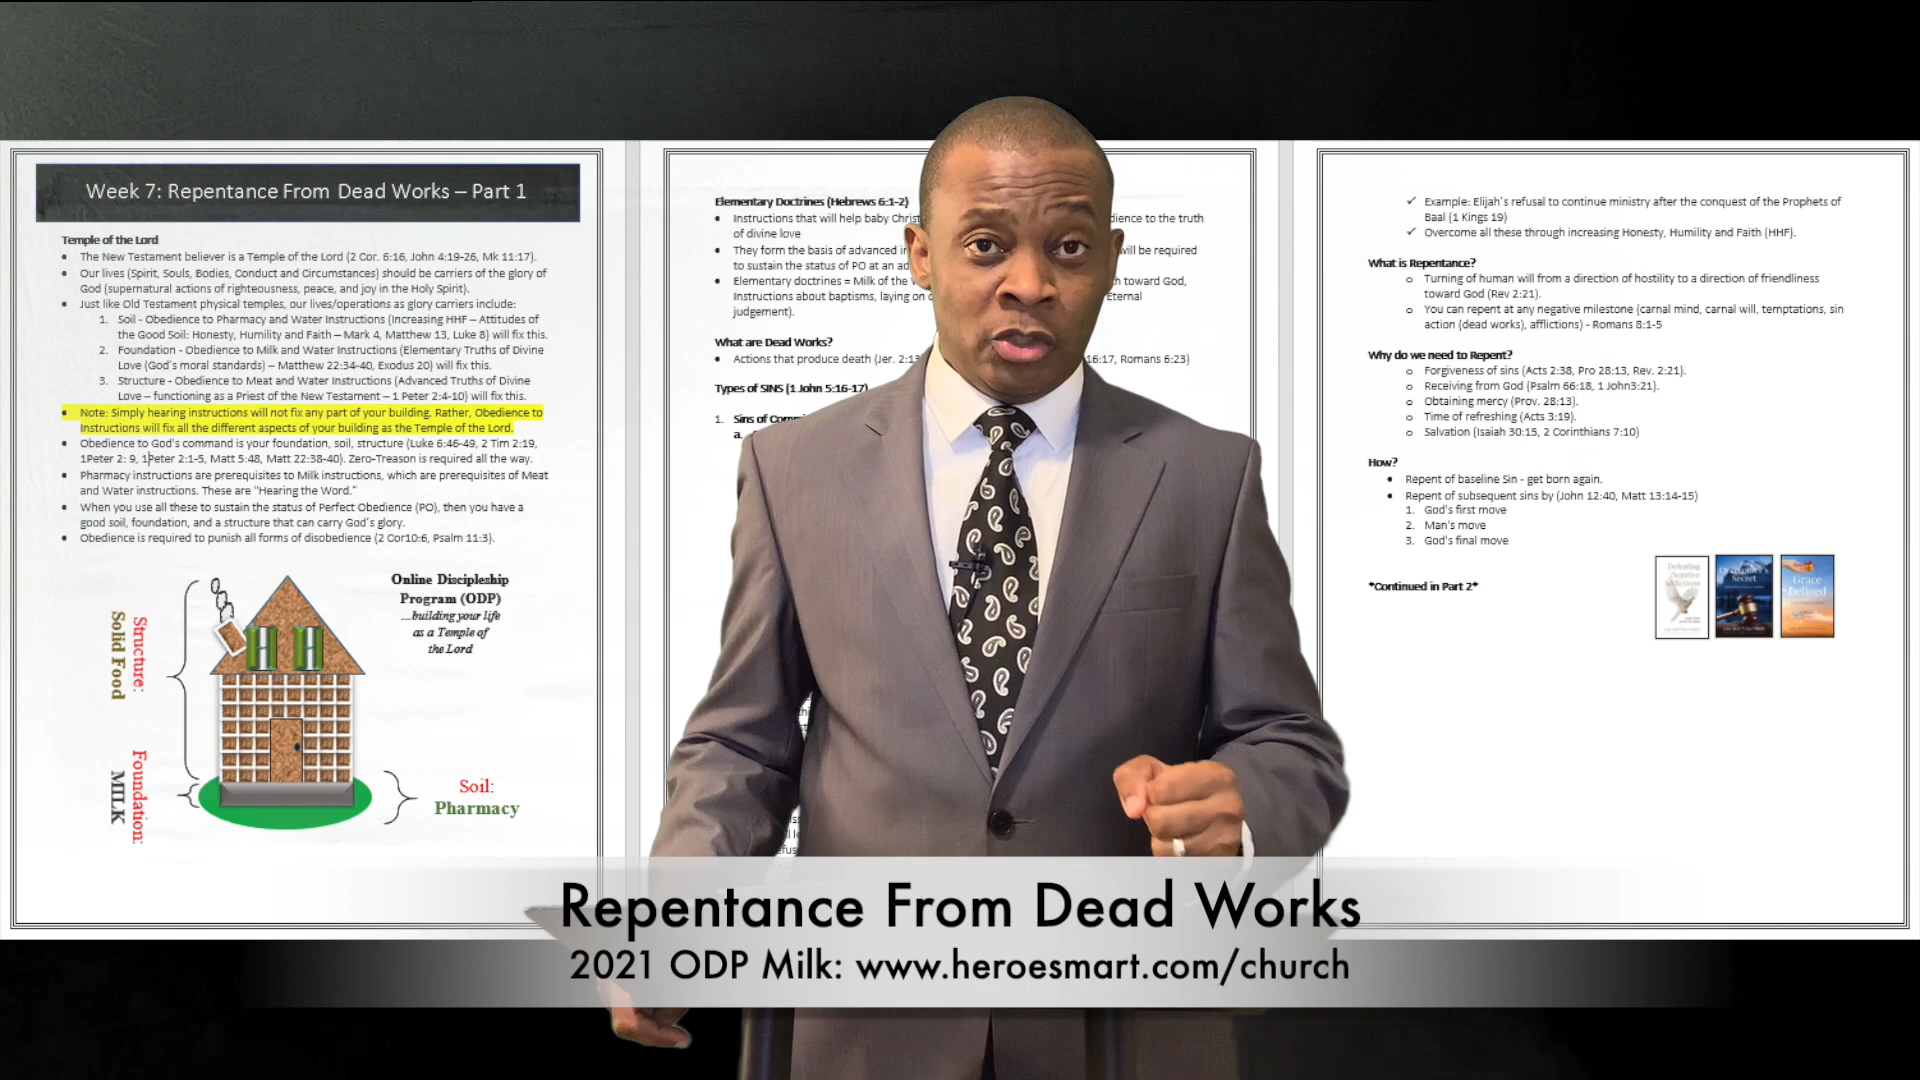 Week 7: Repentance From Dead Works – Part 1
Temple of the Lord
• The New Testament believer is a Temple of the Lord (2 Cor. 6:16, John 4:19-26, Mk 11:17).
• Our lives (Spirit, Souls, Bodies, Conduct and Circumstances) should be carriers of the glory of
God (supernatural actions of righteousness, peace, and joy in the Holy Spirit).
• Just like Old Testament physical temples, our lives/operations as glory carriers include:
1. Soil - Obedience to Pharmacy and Water Instructions (Increasing HHF – Attitudes of
the Good Soil: Honesty, Humility and Faith – Mark 4, Matthew 13, Luke 8) will fix this.
2. Foundation - Obedience to Milk and Water Instructions (Elementary Truths of Divine
Love (God's moral standards) – Matthew 22:34-40, Exodus 20) will fix this.
3. Structure - Obedience to Meat and Water Instructions (Advanced Truths of Divine
Love – functioning as a Priest of the New Testament – 1 Peter 2:4-10) will fix this.
• Note: Simply hearing instructions will not fix any part of your building. Rather, Obedience to
Instructions will fix all the different aspects of your building as the Temple of the Lord.
• Obedience to God's command is your foundation, soil, structure (Luke 6:46-49, 2 Tim 2:19,
1Peter 2: 9, 1Peter 2:1-5, Matt 5:48, Matt 22:38-40). Zero-Treason is required all the way.
• Pharmacy instructions are prerequisites to Milk instructions, which are prerequisites of Meat
and Water instructions. These are "Hearing the Word."
• When you use all these to sustain the status of Perfect Obedience (PO), then you have a
good soil, foundation, and a structure that can carry God's glory.
• Obedience is required to punish all forms of disobedience (2 Cor10:6, Psalm 11:3).
Structure:
Solid Food
Foundation:
MILK
Online Discipleship
Program (ODP)
...building your life
as a Temple of
the Lord
Soil:
Pharmacy
Elementary Doctrines (Hebrews 6:1-2)
• Instructions that will help baby Christ dience to the truth
of divine love
• They form the basis of advanced in will be required
to sustain the status of PO at an ad
• Elementary doctrines = Milk of the toward God,
Instructions about baptisms, laying on Eternal
judgement).
What are Dead Works?
• Actions that produce death (Jer. 2:13 16:17, Romans 6:23)
Types of SINS (1 John 5:16-17)
1. Sins of
a.
✓ Example: Elijah's refusal to continue ministry after the conquest of the Prophets of
Baal (1 Kings 19)
✓ Overcome all these through increasing Honesty, Humility and Faith (HHF).
What is Repentance?
o Turning of human will from a direction of hostility to a direction of friendliness
toward God (Rev 2:21).
o You can repent at any negative milestone (carnal mind, carnal will, temptations, sin
action (dead works), afflictions) - Romans 8:1-5
Why do we need to Repent?
o Forgiveness of sins (Acts 2:38, Pro 28:13, Rev. 2:21).
o Receiving from God (Psalm 66:18, 1 John3:21).
o Obtaining mercy (Prov. 28:13).
o Time of refreshing (Acts 3:19).
o Salvation (Isaiah 30:15, 2 Corinthians 7:10)
How?
• Repent of baseline Sin - get born again.
• Repent of subsequent sins by (John 12:40, Matt 13:14-15)
1. God's first move
2. Man's move
3. God's final move
*Continued in Part 2*
Defeating
Negative
Addictions
Secret
Grace
Defined
Repentance From Dead Works
2021 ODP Milk: www.heroesmart.com/church